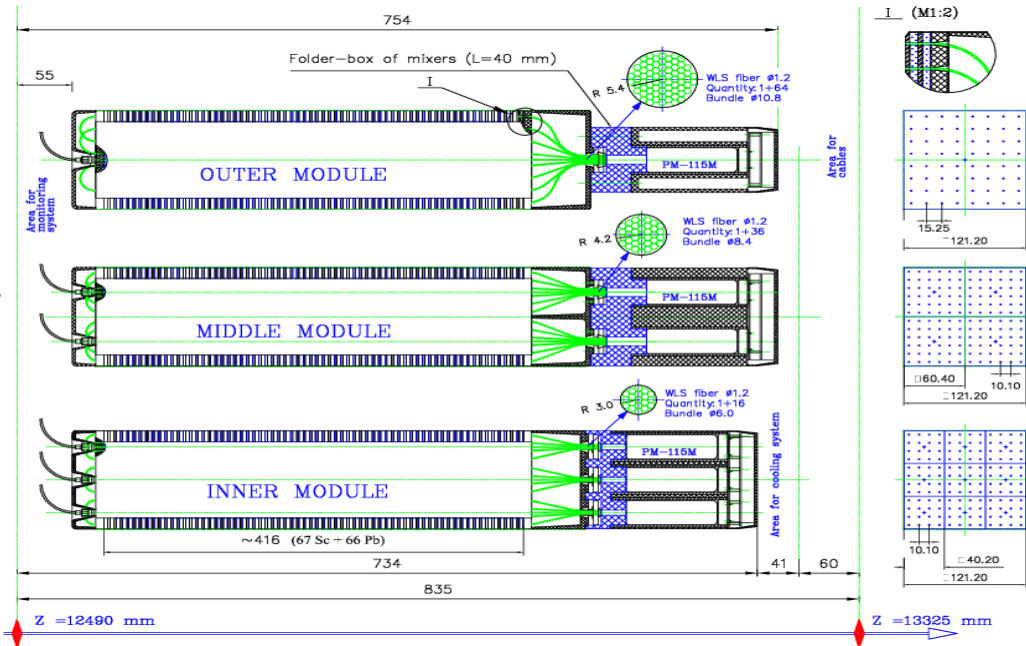 754
I (M1:2)
Folder-box of mixers (L=40 mm)
55
I
R 5.4
WLS fiber ø1.2
Quantity: 1+64
Bundle ø10.8
OUTER MODULE
PM-115M
Area for
cables
Area for
monitoring
system
15.25
□121.20
R 4.2
WLS fiber ø1.2
Quantity: 1+36
Bundle ø8.4
PM-115M
MIDDLE MODULE
□60.40
10.10
□121.20
R 3.0
WLS fiber ø1.2
Quantity: 1+16
Bundle ø6.0
PM-115M
INNER MODULE
Area for cooling system
~416 (67 Sc + 66 Pb)
10.10
□40.20
□121.20
734
41
60
835
Z =12490 mm
Z =13325 mm